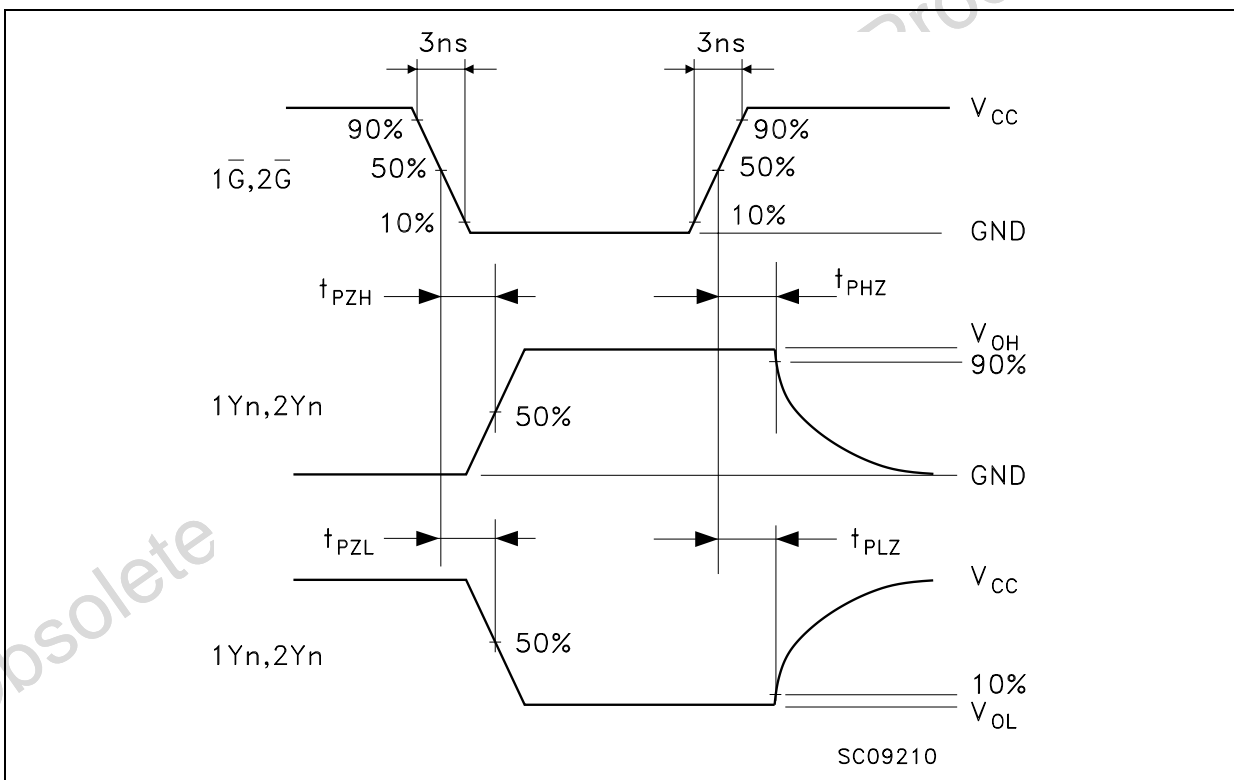 3ns 3ns
V_CC
90% 90%
50% 50%
1G̅,2G̅
10% 10%
GND
t_PZH t_PHZ
V_OH
90%
1Yn,2Yn
50%
GND
t_PZL t_PLZ
V_CC
50%
1Yn,2Yn
10%
V_OL
SC09210